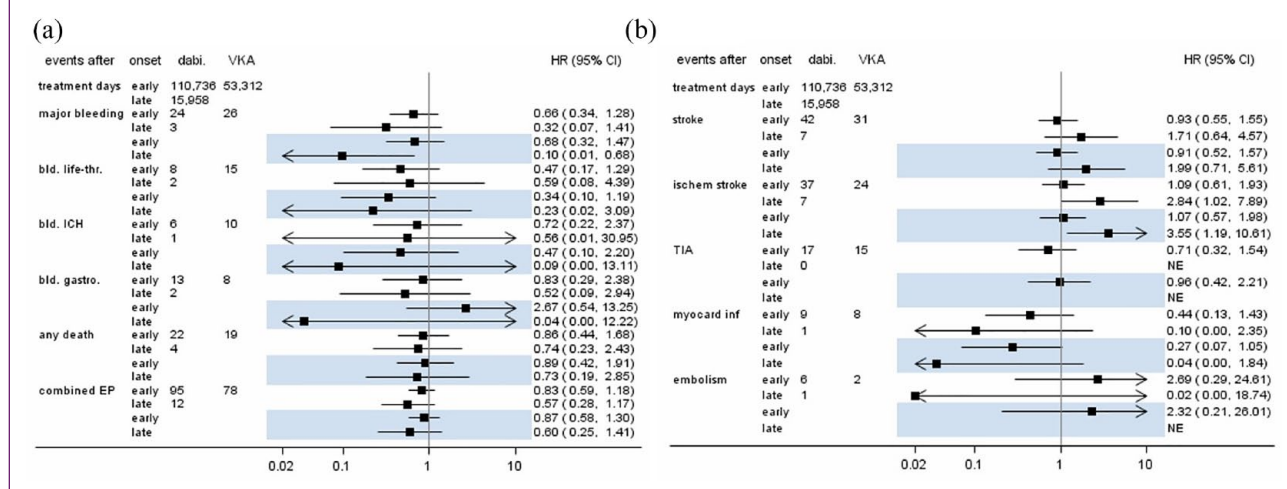 (a)
events after onset dabi. VKA HR (95% CI)
treatment days early 110,736 53,312
late 15,958
major bleeding early 24 26 0.66 ( 0.34, 1.28)
late 3 0.32 ( 0.07, 1.41)
early 0.68 ( 0.32, 1.47)
late 0.10 ( 0.01, 0.68)
bld. life-thr. early 8 15 0.47 ( 0.17, 1.29)
late 2 0.59 ( 0.08, 4.39)
early 0.34 ( 0.10, 1.19)
late 0.23 ( 0.02, 3.09)
bld. ICH early 6 10 0.72 ( 0.22, 2.37)
late 1 0.56 ( 0.01, 30.95)
early 0.47 ( 0.10, 2.20)
late 0.09 ( 0.00, 13.11)
bld. gastro. early 13 8 0.83 ( 0.29, 2.38)
late 2 0.52 ( 0.09, 2.94)
early 2.67 ( 0.54, 13.25)
late 0.04 ( 0.00, 12.22)
any death early 22 19 0.86 ( 0.44, 1.68)
late 4 0.74 ( 0.23, 2.43)
early 0.89 ( 0.42, 1.91)
late 0.73 ( 0.19, 2.85)
combined EP early 95 78 0.83 ( 0.59, 1.18)
late 12 0.57 ( 0.28, 1.17)
early 0.87 ( 0.58, 1.30)
late 0.60 ( 0.25, 1.41)
0.02 0.1 1 10
(b)
events after onset dabi. VKA HR (95% CI)
treatment days early 110,736 53,312
late 15,958
stroke early 42 31 0.93 ( 0.55, 1.55)
late 7 1.71 ( 0.64, 4.57)
early 0.91 ( 0.52, 1.57)
late 1.99 ( 0.71, 5.61)
ischem stroke early 37 24 1.09 ( 0.61, 1.93)
late 7 2.84 ( 1.02, 7.89)
early 1.07 ( 0.57, 1.98)
late 3.55 ( 1.19, 10.61)
TIA early 17 15 0.71 ( 0.32, 1.54)
late 0 NE
early 0.96 ( 0.42, 2.21)
late NE
myocard inf early 9 8 0.44 ( 0.13, 1.43)
late 1 0.10 ( 0.00, 2.35)
early 0.27 ( 0.07, 1.05)
late 0.04 ( 0.00, 1.84)
embolism early 6 2 2.69 ( 0.29, 24.61)
late 1 0.02 ( 0.00, 18.74)
early 2.32 ( 0.21, 26.01)
late NE
0.02 0.1 1 10